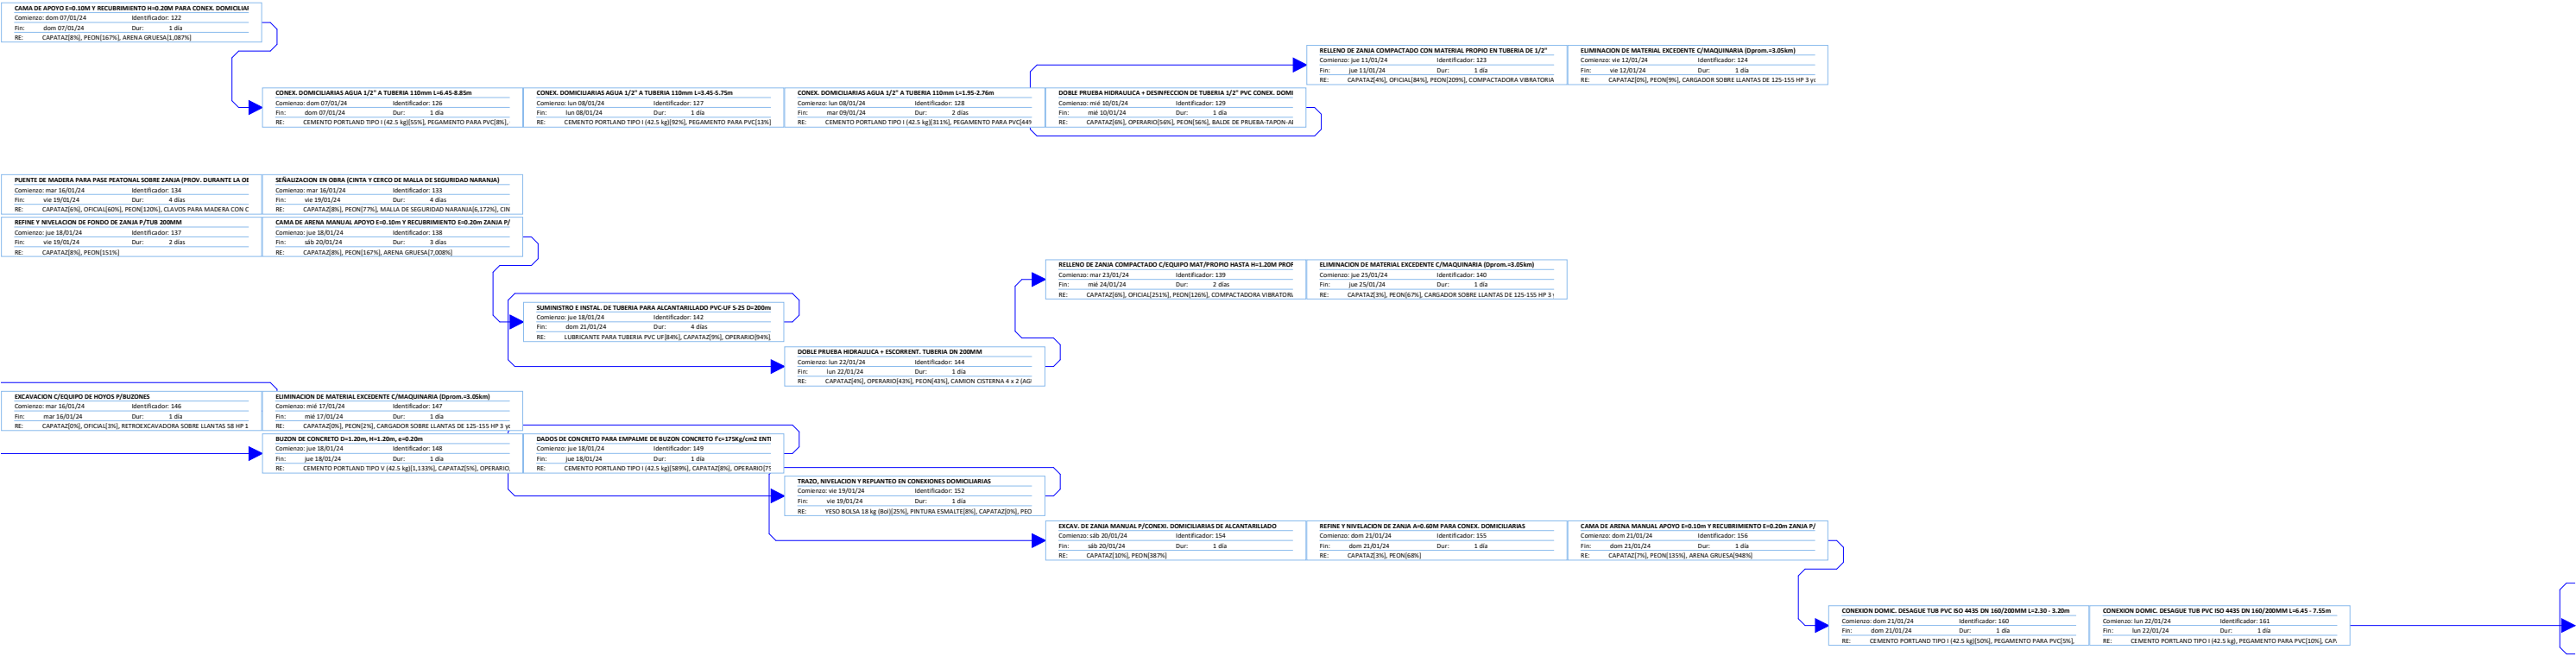 CAMA DE APOYO E=0.10M Y RECUBRIMIENTO H=0.20M PARA CONEX. DOMICILIAI
Comienzo: dom 07/01/24 Identificador: 122
Fin: dom 07/01/24 Dur: 1 día
RE: CAPATAZ[8%], PEON[167%], ARENA GRUESA[1,087%]
RELLENO DE ZANJA COMPACTADO CON MATERIAL PROPIO EN TUBERIA DE 1/2"
Comienzo: jue 11/01/24 Identificador: 123
Fin: jue 11/01/24 Dur: 1 día
RE: CAPATAZ[4%], OFICIAL[84%], PEON[209%], COMPACTADORA VIBRATORIA
ELIMINACION DE MATERIAL EXCEDENTE C/MAQUINARIA (Dprom.=3.05km)
Comienzo: vie 12/01/24 Identificador: 124
Fin: vie 12/01/24 Dur: 1 día
RE: CAPATAZ[0%], PEON[9%], CARGADOR SOBRE LLANTAS DE 125-155 HP 3 yc
CONEX. DOMICILIARIAS AGUA 1/2" A TUBERIA 110mm L=6.45-8.85m
Comienzo: dom 07/01/24 Identificador: 126
Fin: dom 07/01/24 Dur: 1 día
RE: CEMENTO PORTLAND TIPO I (42.5 kg)[55%], PEGAMENTO PARA PVC[8%],
CONEX. DOMICILIARIAS AGUA 1/2" A TUBERIA 110mm L=3.45-5.75m
Comienzo: lun 08/01/24 Identificador: 127
Fin: lun 08/01/24 Dur: 1 día
RE: CEMENTO PORTLAND TIPO I (42.5 kg)[92%], PEGAMENTO PARA PVC[13%]
CONEX. DOMICILIARIAS AGUA 1/2" A TUBERIA 110mm L=1.95-2.76m
Comienzo: lun 08/01/24 Identificador: 128
Fin: mar 09/01/24 Dur: 2 días
RE: CEMENTO PORTLAND TIPO I (42.5 kg)[311%], PEGAMENTO PARA PVC[44%
DOBLE PRUEBA HIDRAULICA + DESINFECCION DE TUBERIA 1/2" PVC CONEX. DOMI
Comienzo: mié 10/01/24 Identificador: 129
Fin: mié 10/01/24 Dur: 1 día
RE: CAPATAZ[6%], OPERARIO[56%], PEON[56%], BALDE DE PRUEBA-TAPON-AI
PUENTE DE MADERA PARA PASE PEATONAL SOBRE ZANJA (PROV. DURANTE LA OE
Comienzo: mar 16/01/24 Identificador: 134
Fin: vie 19/01/24 Dur: 4 días
RE: CAPATAZ[6%], OFICIAL[60%], PEON[120%], CLAVOS PARA MADERA CON C
SEÑALIZACION EN OBRA (CINTA Y CERCO DE MALLA DE SEGURIDAD NARANJA)
Comienzo: mar 16/01/24 Identificador: 133
Fin: vie 19/01/24 Dur: 4 días
RE: CAPATAZ[8%], PEON[77%], MALLA DE SEGURIDAD NARANJA[6,172%], CIN
REFINE Y NIVELACION DE FONDO DE ZANJA P/TUB 200MM
Comienzo: jue 18/01/24 Identificador: 137
Fin: vie 19/01/24 Dur: 2 días
RE: CAPATAZ[8%], PEON[151%]
CAMA DE ARENA MANUAL APOYO E=0.10m Y RECUBRIMIENTO E=0.20m ZANJA P/
Comienzo: jue 18/01/24 Identificador: 138
Fin: sáb 20/01/24 Dur: 3 días
RE: CAPATAZ[8%], PEON[167%], ARENA GRUESA[7,008%]
RELLENO DE ZANJA COMPACTADO C/EQUIPO MAT/PROPIO HASTA H=1.20M PROF
Comienzo: mar 23/01/24 Identificador: 139
Fin: mié 24/01/24 Dur: 2 días
RE: CAPATAZ[6%], OFICIAL[251%], PEON[126%], COMPACTADORA VIBRATORI
ELIMINACION DE MATERIAL EXCEDENTE C/MAQUINARIA (Dprom.=3.05km)
Comienzo: jue 25/01/24 Identificador: 140
Fin: jue 25/01/24 Dur: 1 día
RE: CAPATAZ[3%], PEON[67%], CARGADOR SOBRE LLANTAS DE 125-155 HP 3
SUMINISTRO E INSTAL. DE TUBERIA PARA ALCANTARILLADO PVC-UF S-25 D=200m
Comienzo: jue 18/01/24 Identificador: 142
Fin: dom 21/01/24 Dur: 4 días
RE: LUBRICANTE PARA TUBERIA PVC UF[84%], CAPATAZ[9%], OPERARIO[94%],
DOBLE PRUEBA HIDRAULICA + ESCORRENT. TUBERIA DN 200MM
Comienzo: lun 22/01/24 Identificador: 144
Fin: lun 22/01/24 Dur: 1 día
RE: CAPATAZ[4%], OPERARIO[43%], PEON[43%], CAMION CISTERNA 4 x 2 (AGI
EXCAVACION C/EQUIPO DE HOYOS P/BUZONES
Comienzo: mar 16/01/24 Identificador: 146
Fin: mar 16/01/24 Dur: 1 día
RE: CAPATAZ[0%], OFICIAL[3%], RETROEXCAVADORA SOBRE LLANTAS 58 HP 1
ELIMINACION DE MATERIAL EXCEDENTE C/MAQUINARIA (Dprom.=3.05km)
Comienzo: mié 17/01/24 Identificador: 147
Fin: mié 17/01/24 Dur: 1 día
RE: CAPATAZ[0%], PEON[2%], CARGADOR SOBRE LLANTAS DE 125-155 HP 3 yc
BUZON DE CONCRETO D=1.20m, H=1.20m, e=0.20m
Comienzo: jue 18/01/24 Identificador: 148
Fin: jue 18/01/24 Dur: 1 día
RE: CEMENTO PORTLAND TIPO V (42.5 kg)[1,133%], CAPATAZ[5%], OPERARIO
DADOS DE CONCRETO PARA EMPALME DE BUZON CONCRETO f'c=175Kg/cm2 ENTI
Comienzo: jue 18/01/24 Identificador: 149
Fin: jue 18/01/24 Dur: 1 día
RE: CEMENTO PORTLAND TIPO I (42.5 kg)[589%], CAPATAZ[8%], OPERARIO[75
TRAZO, NIVELACION Y REPLANTEO EN CONEXIONES DOMICILIARIAS
Comienzo: vie 19/01/24 Identificador: 152
Fin: vie 19/01/24 Dur: 1 día
RE: YESO BOLSA 18 kg (Bol)[25%], PINTURA ESMALTE[8%], CAPATAZ[0%], PEO
EXCAV. DE ZANJA MANUAL P/CONEXI. DOMICILIARIAS DE ALCANTARILLADO
Comienzo: sáb 20/01/24 Identificador: 154
Fin: sáb 20/01/24 Dur: 1 día
RE: CAPATAZ[10%], PEON[387%]
REFINE Y NIVELACION DE ZANJA A=0.60M PARA CONEX. DOMICILIARIAS
Comienzo: dom 21/01/24 Identificador: 155
Fin: dom 21/01/24 Dur: 1 día
RE: CAPATAZ[3%], PEON[68%]
CAMA DE ARENA MANUAL APOYO E=0.10m Y RECUBRIMIENTO E=0.20m ZANJA P/
Comienzo: dom 21/01/24 Identificador: 156
Fin: dom 21/01/24 Dur: 1 día
RE: CAPATAZ[7%], PEON[135%], ARENA GRUESA[948%]
CONEXION DOMIC. DESAGUE TUB PVC ISO 4435 DN 160/200MM L=2.30 - 3.20m
Comienzo: dom 21/01/24 Identificador: 160
Fin: dom 21/01/24 Dur: 1 día
RE: CEMENTO PORTLAND TIPO I (42.5 kg)[50%], PEGAMENTO PARA PVC[5%],
CONEXION DOMIC. DESAGUE TUB PVC ISO 4435 DN 160/200MM L=6.45 - 7.55m
Comienzo: lun 22/01/24 Identificador: 161
Fin: lun 22/01/24 Dur: 1 día
RE: CEMENTO PORTLAND TIPO I (42.5 kg), PEGAMENTO PARA PVC[10%], CAP